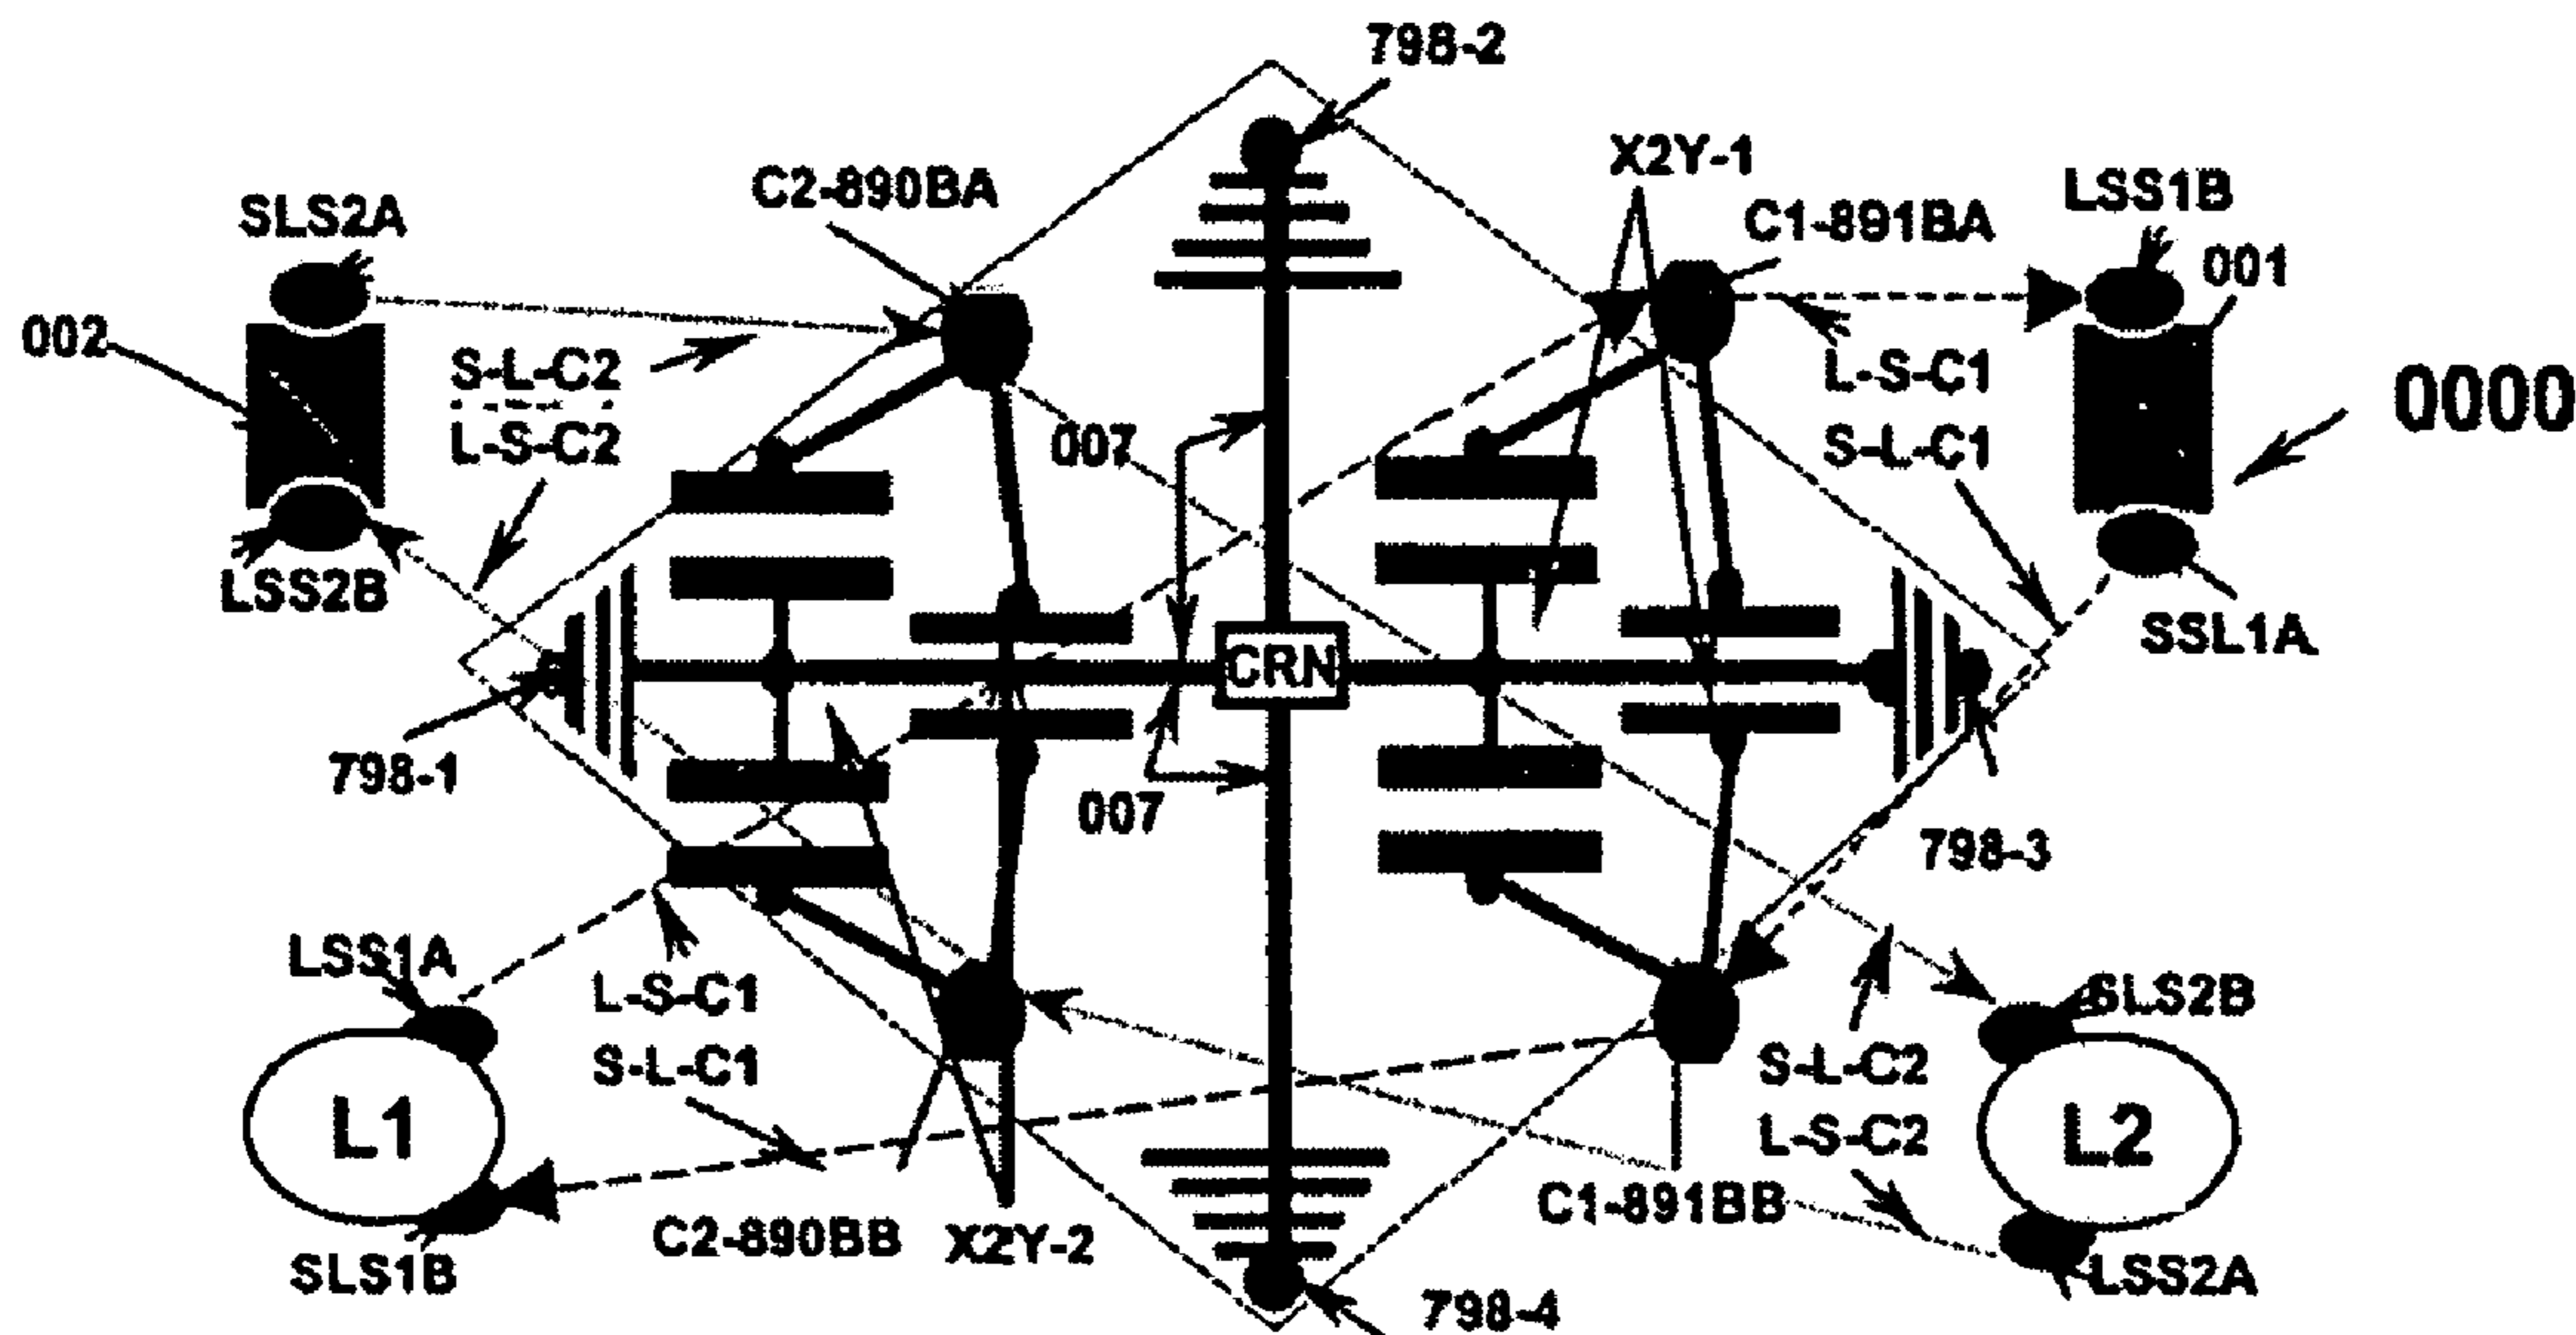 798-2
X2Y-1
C2-890BA
LSS1B
SLS2A
C1-891BA
001
002
S-L-C2
L-S-C2
L-S-C1
S-L-C1
0000
007
LSS2B
SSL1A
CRN
798-1
007
798-3
LSS1A
L-S-C1
S-L-C1
SLS2B
S-L-C2
L-S-C2
L1
L2
C1-891BB
C2-890BB
X2Y-2
SLS1B
LSS2A
798-4